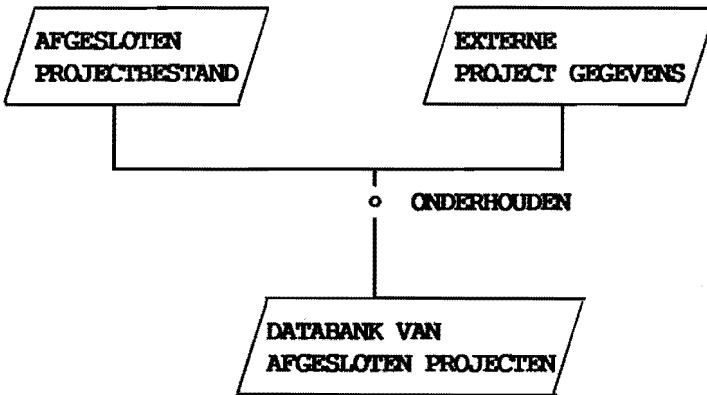 AFGESLOTEN
PROJECTBESTAND
EXTERNE
PROJECT GEGEVENS
ONDERHOUDEN
DATABANK VAN
AFGESLOTEN PROJECTEN